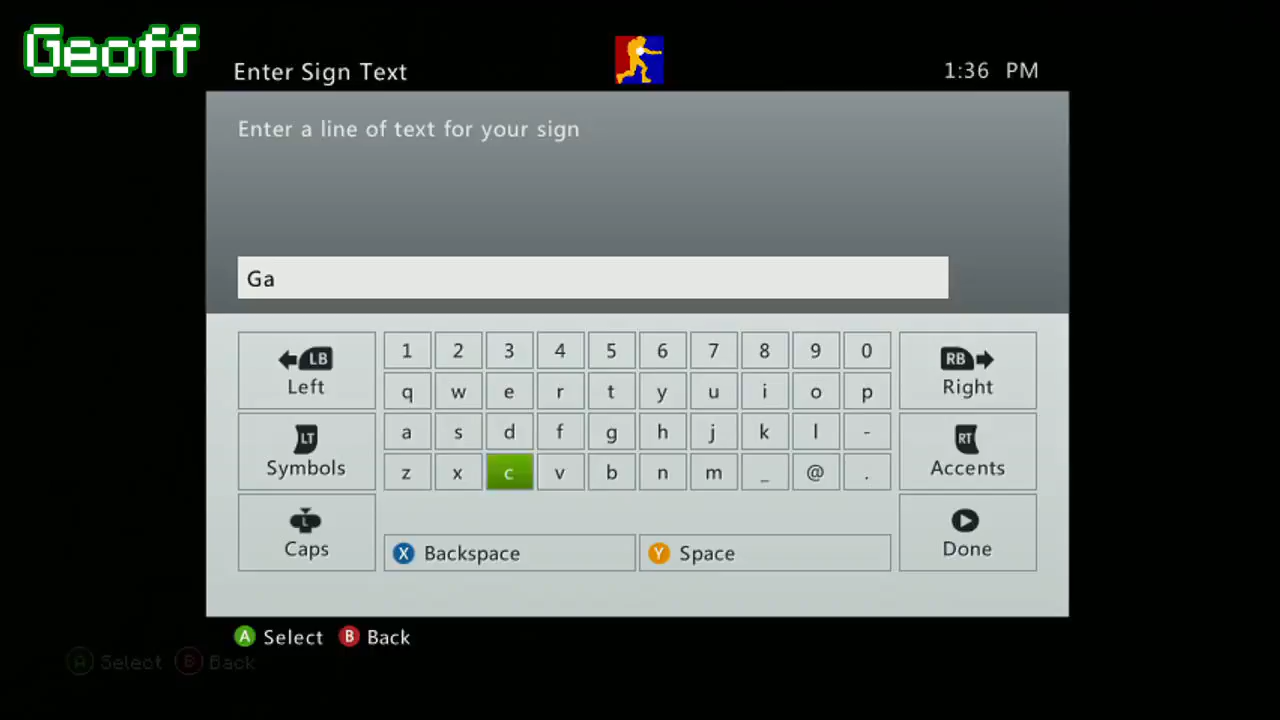 Geoff
Enter Sign Text
1:36 PM
Enter a line of text for your sign
Ga
LB
Left
1 2 3 4 5 6 7 8 9 0
RB
Right
q w e r t y u i o p
LT
Symbols
a s d f g h j k l -
RT
Accents
z x c v b n m _ @ .
L
Caps
X Backspace
Y Space
Done
A Select B Back
A Select B Back